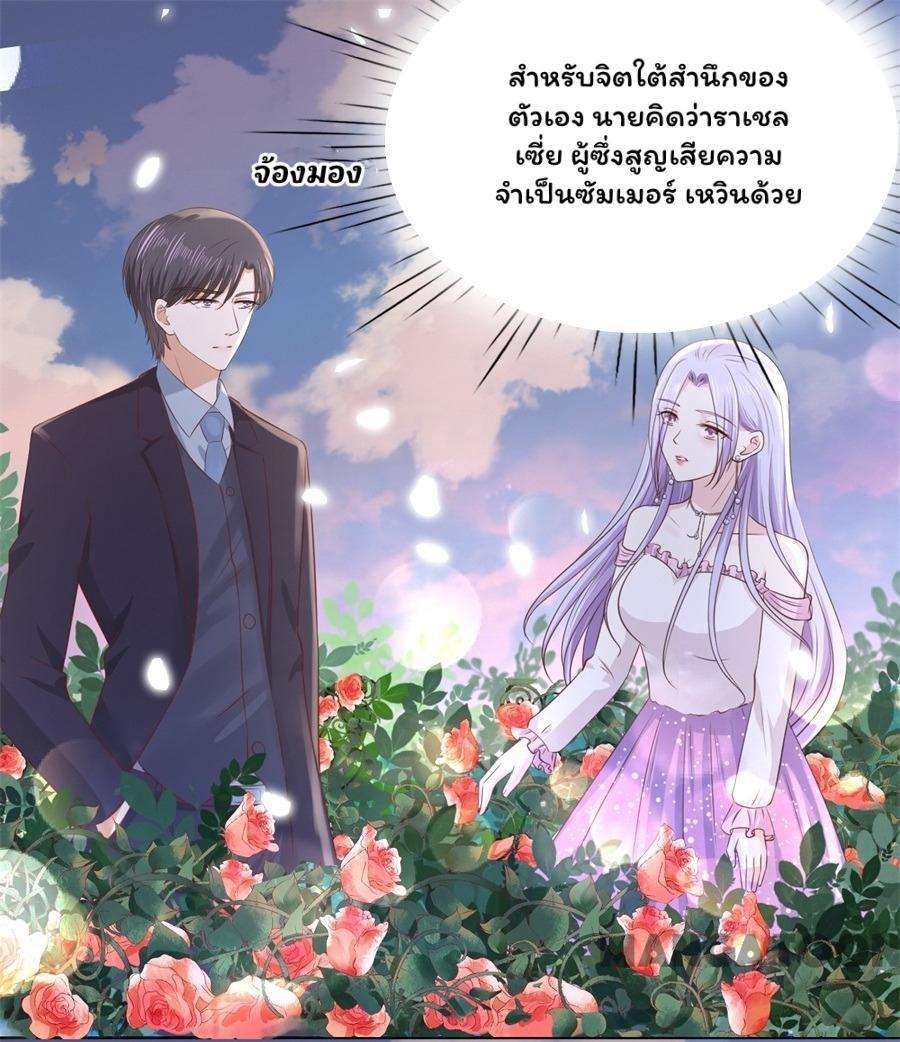 สำหรับจิตใต้สำนึกของ
ตัวเอง นายคิดว่าราเชล
เซี่ย ผู้ซึ่งสูญเสียความ
จำเป็นซัมเมอร์ เหวินด้วย
จ้องมอง